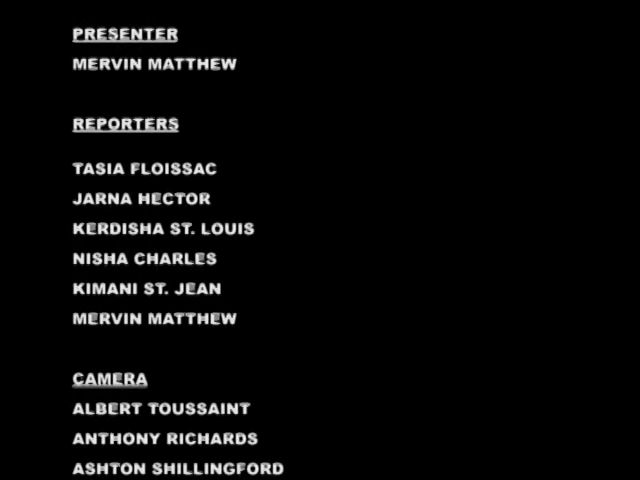 PRESENTER
MERVIN MATTHEW
REPORTERS
TASIA FLOISSAC
JARNA HECTOR
KERDISHA ST. LOUIS
NISHA CHARLES
KIMANI ST. JEAN
MERVIN MATTHEW
CAMERA
ALBERT TOUSSAINT
ANTHONY RICHARDS
ASHTON SHILLINGFORD